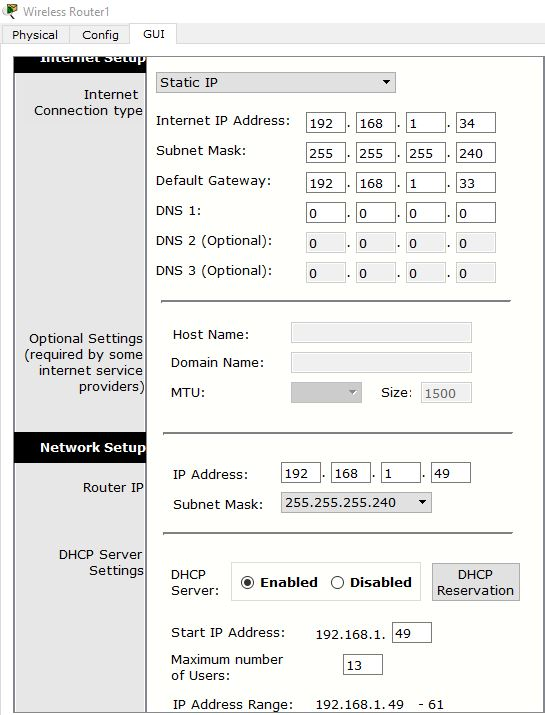 Wireless Router1
Physical Config GUI
Internet Setup
Internet
Connection type
Static IP
Internet IP Address: 192 . 168 . 1 . 34
Subnet Mask: 255 . 255 . 255 . 240
Default Gateway: 192 . 168 . 1 . 33
DNS 1: 0 . 0 . 0 . 0
DNS 2 (Optional): 0 . 0 . 0 . 0
DNS 3 (Optional): 0 . 0 . 0 . 0
Optional Settings
(required by some
internet service
providers)
Host Name:
Domain Name:
MTU: Size: 1500
Network Setup
Router IP
IP Address: 192 . 168 . 1 . 49
Subnet Mask: 255.255.255.240
DHCP Server
Settings
DHCP
Server:
Enabled Disabled
DHCP
Reservation
Start IP Address: 192.168.1. 49
Maximum number
of Users: 13
IP Address Range: 192.168.1.49 - 61